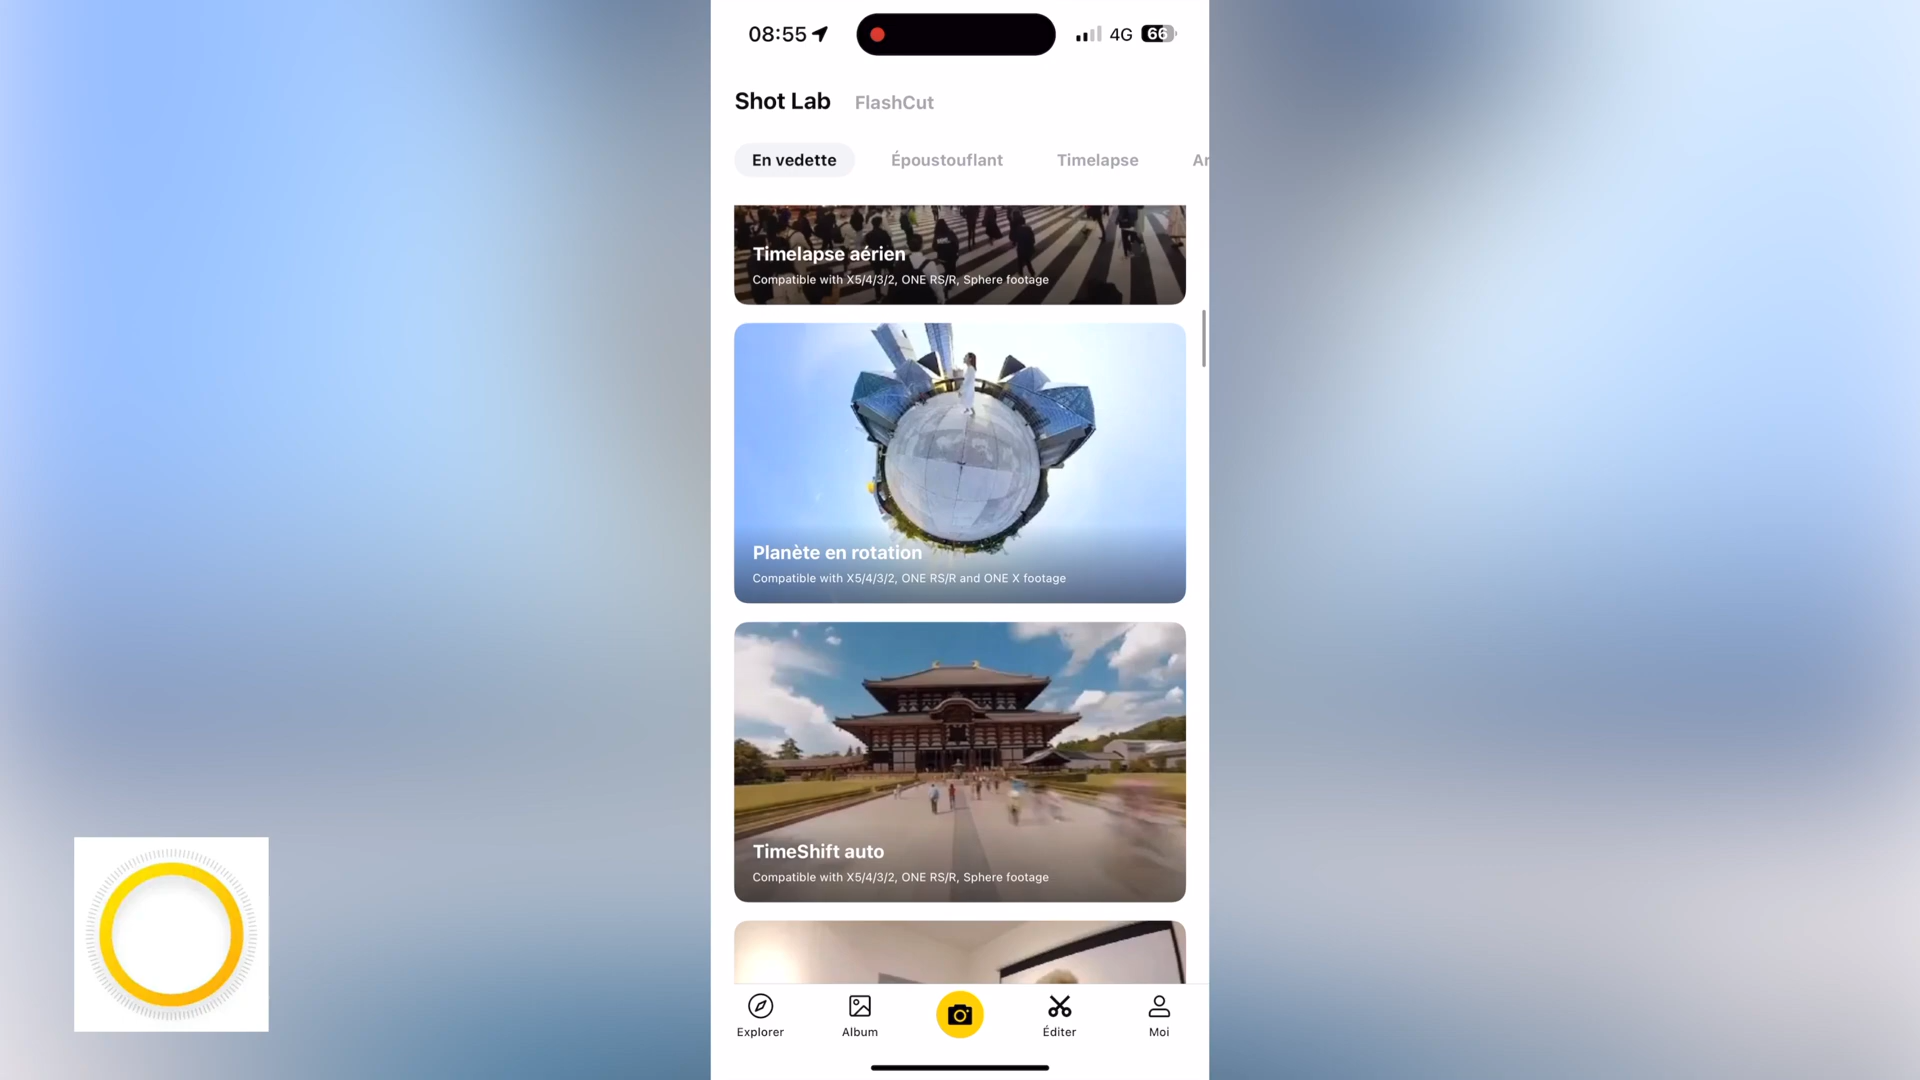 08:55
4G
66
Shot Lab
FlashCut
En vedette
Époustouflant
Timelapse
Ar
Timelapse aérien
Compatible with X5/4/3/2, ONE RS/R, Sphere footage
Planète en rotation
Compatible with X5/4/3/2, ONE RS/R and ONE X footage
TimeShift auto
Compatible with X5/4/3/2, ONE RS/R, Sphere footage
Explorer
Album
Éditer
Moi